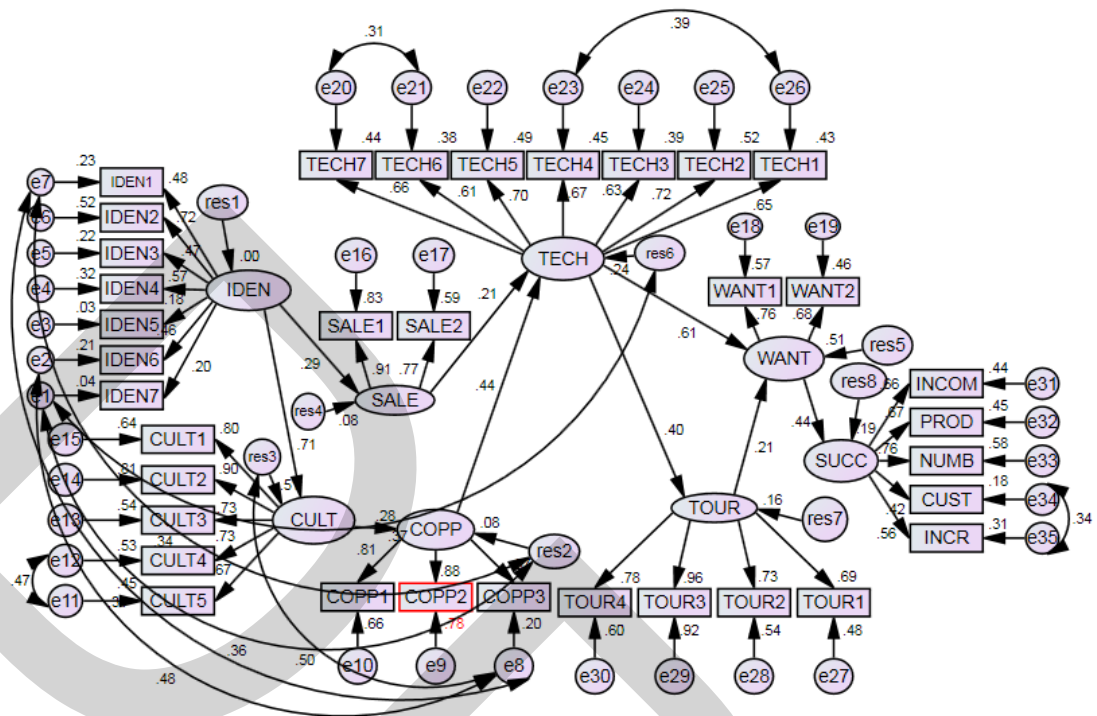 .31
.39
e20 e21 e22 e23 e24 e25 e26
.44 .38 .49 .45 .39 .52 .43
TECH7 TECH6 TECH5 TECH4 TECH3 TECH2 TECH1
.66 .61 .70 .67 .63 .72 .65
.23
e7 IDEN1 .48
e6 .52 IDEN2 .72 res1
e5 .22 IDEN3 .47 .00
e4 .32 IDEN4 .57 IDEN
e3 .03 IDEN5 .18
e2 .21 IDEN6 .46
e1 .04 IDEN7 .20
e16 e17
.83 .59
SALE1 SALE2
.91 .77
.29 SALE
res4 .08
.21
TECH
.24 res6
e18 e19
.57 .46
WANT1 WANT2
.76 .68
.61 WANT .51 res5
res8
.44 .19
SUCC
.66 INCOM .44 e31
.67 PROD .45 e32
.76 NUMB .58 e33
.42 CUST .18 e34
.56 INCR .31 e35
.34
.71
.44
.40
.21
e15 .64 CULT1 .80
e14 .81 CULT2 .90
e13 .54 CULT3 .73
e12 .53 .34 CULT4 .73
e11 .45 CULT5 .67
.47
res3
CULT
.28
COPP .08
res2
.81 .88
COPP1 COPP2 COPP3
.66 .78 .20
e10 e9 e8
.36
.50
.48
TOUR .16 res7
.78 .96 .73 .69
TOUR4 TOUR3 TOUR2 TOUR1
.60 .92 .54 .48
e30 e29 e28 e27